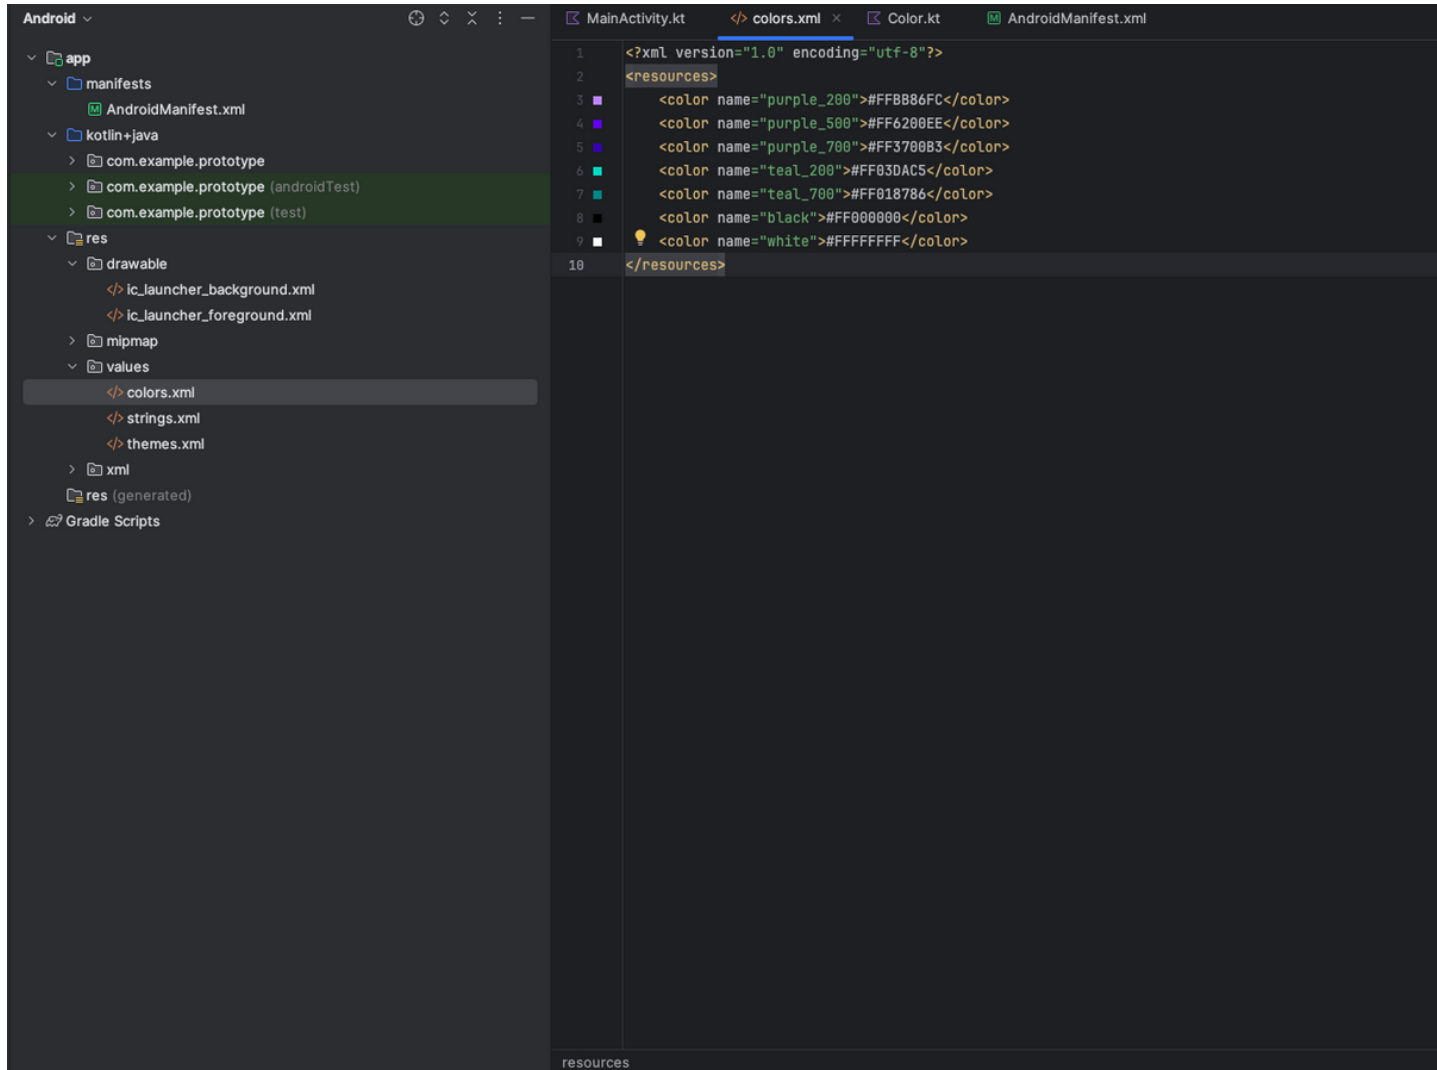 Android
app
manifests
AndroidManifest.xml
kotlin+java
com.example.prototype
com.example.prototype (androidTest)
com.example.prototype (test)
res
drawable
ic_launcher_background.xml
ic_launcher_foreground.xml
mipmap
values
colors.xml
strings.xml
themes.xml
xml
res (generated)
Gradle Scripts
MainActivity.kt colors.xml Color.kt AndroidManifest.xml
1 <?xml version="1.0" encoding="utf-8"?>
2 <resources>
3 <color name="purple_200">#FFBB86FC</color>
4 <color name="purple_500">#FF6200EE</color>
5 <color name="purple_700">#FF3700B3</color>
6 <color name="teal_200">#FF03DAC5</color>
7 <color name="teal_700">#FF018786</color>
8 <color name="black">#FF000000</color>
9 <color name="white">#FFFFFFFF</color>
10 </resources>
resources